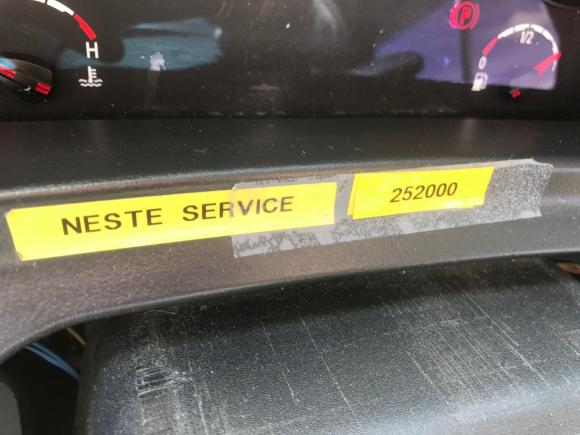 H
P
0
1/2
NESTE SERVICE
252000